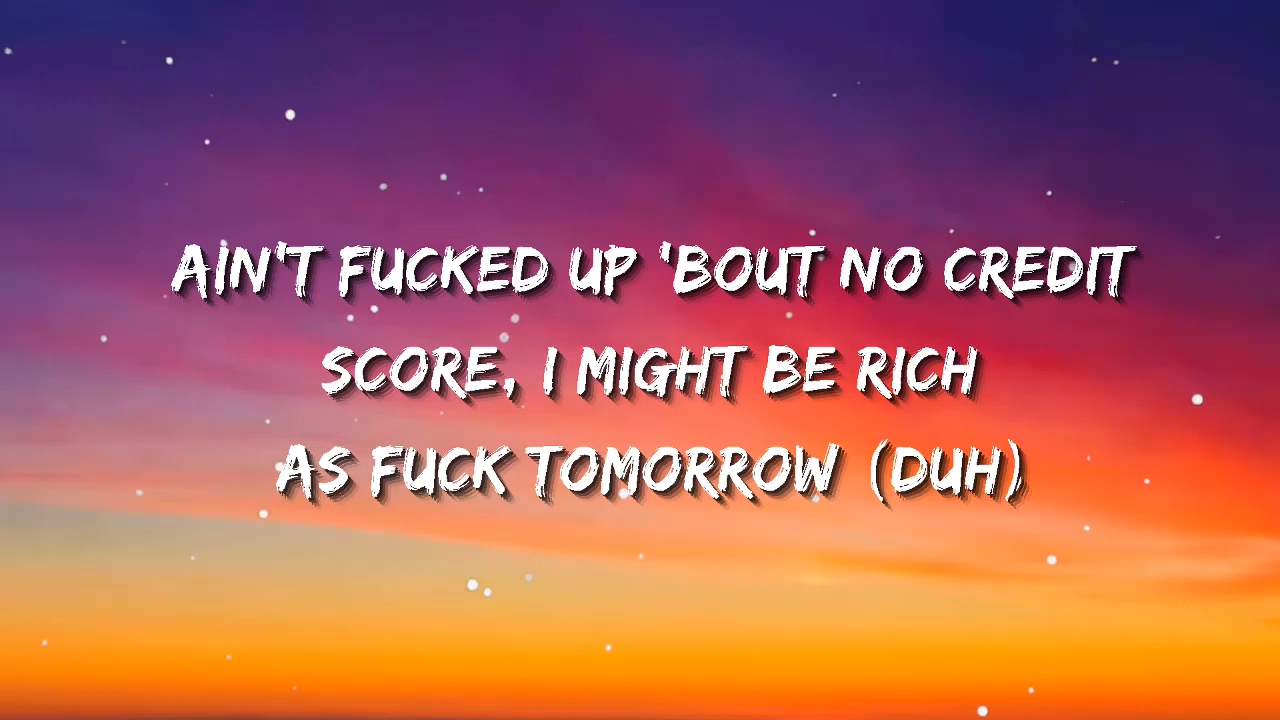 AIN'T FUCKED UP 'BOUT NO CREDIT
SCORE, I MIGHT BE RICH
AS FUCK TOMORROW (DUH)